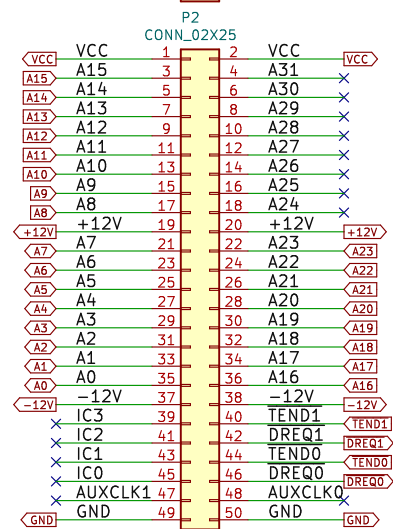 P2
CONN_02X25
VCC VCC 1 2 VCC VCC
A15 A15 3 4 A31
A14 A14 5 6 A30
A13 A13 7 8 A29
A12 A12 9 10 A28
A11 A11 11 12 A27
A10 A10 13 14 A26
A9 A9 15 16 A25
A8 A8 17 18 A24
+12V +12V 19 20 +12V +12V
A7 A7 21 22 A23 A23
A6 A6 23 24 A22 A22
A5 A5 25 26 A21 A21
A4 A4 27 28 A20 A20
A3 A3 29 30 A19 A19
A2 A2 31 32 A18 A18
A1 A1 33 34 A17 A17
A0 A0 35 36 A16 A16
-12V -12V 37 38 -12V -12V
IC3 39 40 TEND1 TEND1
IC2 41 42 DREQ1 DREQ1
IC1 43 44 TEND0 TEND0
IC0 45 46 DREQ0 DREQ0
AUXCLK1 47 48 AUXCLK0
GND GND 49 50 GND GND